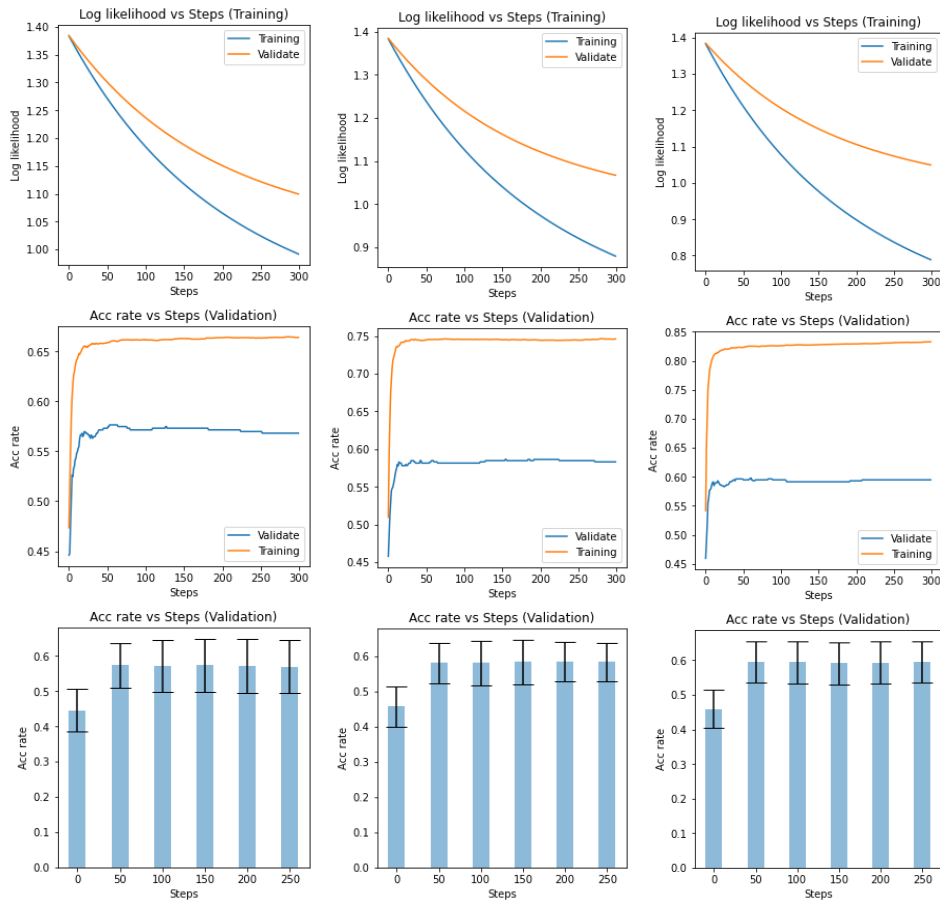 Log likelihood vs Steps (Training)
Log likelihood
1.40
1.35
1.30
1.25
1.20
1.15
1.10
1.05
1.00
Training
Validate
0 50 100 150 200 250 300
Steps
Log likelihood vs Steps (Training)
Log likelihood
1.4
1.3
1.2
1.1
1.0
0.9
Training
Validate
0 50 100 150 200 250 300
Steps
Log likelihood vs Steps (Training)
Log likelihood
1.4
1.3
1.2
1.1
1.0
0.9
0.8
Training
Validate
0 50 100 150 200 250 300
Steps
Acc rate vs Steps (Validation)
Acc rate
0.65
0.60
0.55
0.50
0.45
Validate
Training
0 50 100 150 200 250 300
Steps
Acc rate vs Steps (Validation)
Acc rate
0.75
0.70
0.65
0.60
0.55
0.50
0.45
Validate
Training
0 50 100 150 200 250 300
Steps
Acc rate vs Steps (Validation)
Acc rate
0.85
0.80
0.75
0.70
0.65
0.60
0.55
0.50
0.45
Validate
Training
0 50 100 150 200 250 300
Steps
Acc rate vs Steps (Validation)
Acc rate
0.6
0.5
0.4
0.3
0.2
0.1
0.0
0 50 100 150 200 250
Steps
Acc rate vs Steps (Validation)
Acc rate
0.6
0.5
0.4
0.3
0.2
0.1
0.0
0 50 100 150 200 250
Steps
Acc rate vs Steps (Validation)
Acc rate
0.6
0.5
0.4
0.3
0.2
0.1
0.0
0 50 100 150 200 250
Steps